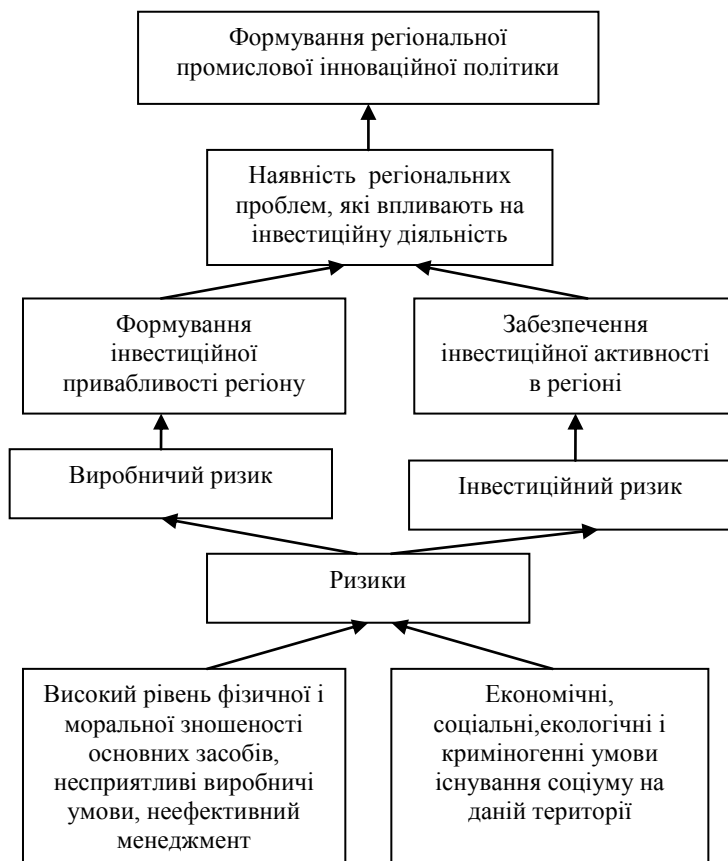 Формування регіональної
промислової інноваційної політики
Наявність регіональних
проблем, які впливають на
інвестиційну діяльність
Формування
інвестиційної
привабливості регіону
Забезпечення
інвестиційної активності
в регіоні
Виробничий ризик
Інвестиційний ризик
Ризики
Високий рівень фізичної і
моральної зношеності
основних засобів,
несприятливі виробничі
умови, неефективний
менеджмент
Економічні,
соціальні,екологічні і
криміногенні умови
існування соціуму на
даній території